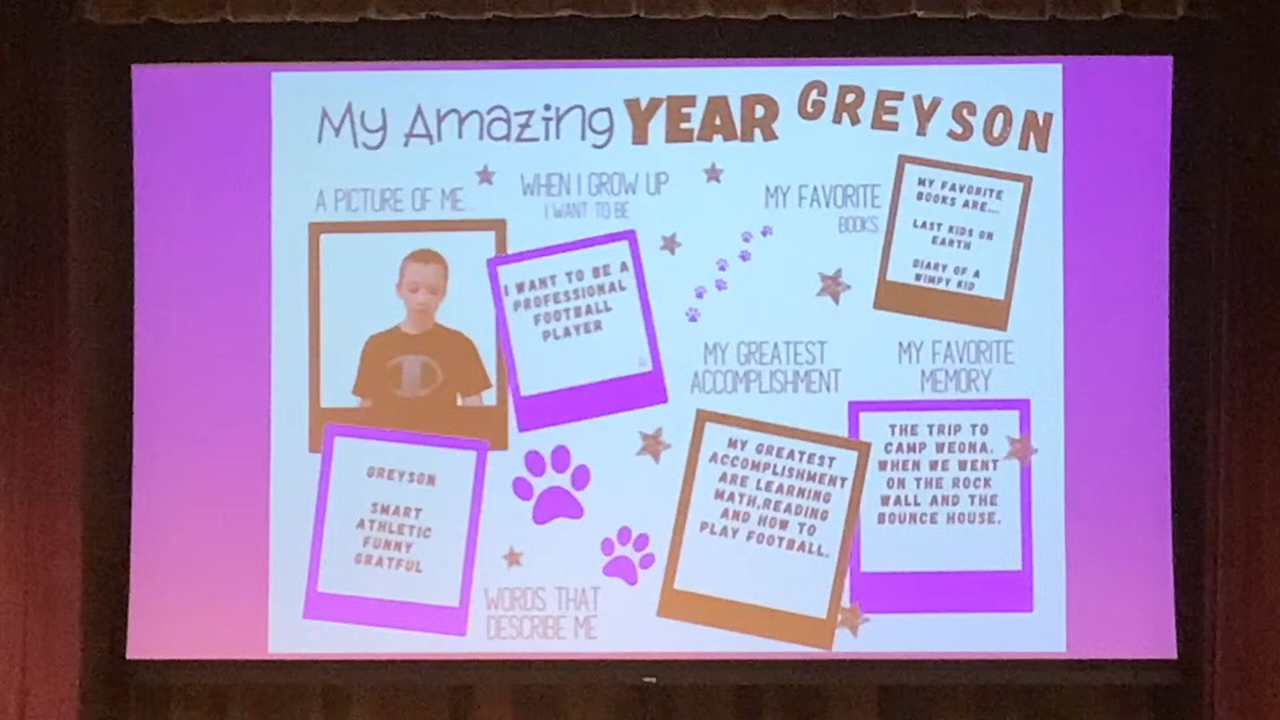 My Amazing YEAR GREYSON
A PICTURE OF ME...
WHEN I GROW UP
I WANT TO BE
I WANT TO BE A
PROFESSIONAL
FOOTBALL
PLAYER
MY FAVORITE
BOOKS
MY FAVORITE
BOOKS ARE...
LAST KIDS ON
EARTH
DIARY OF A
WIMPY KID
MY GREATEST
ACCOMPLISHMENT
MY GREATEST
ACCOMPLISHMENT
ARE LEARNING
MATH,READING
AND HOW TO
PLAY FOOTBALL.
MY FAVORITE
MEMORY
THE TRIP TO
CAMP WEONA.
WHEN WE WENT
ON THE ROCK
WALL AND THE
BOUNCE HOUSE.
GREYSON
SMART
ATHLETIC
FUNNY
GRATFUL
WORDS THAT
DESCRIBE ME